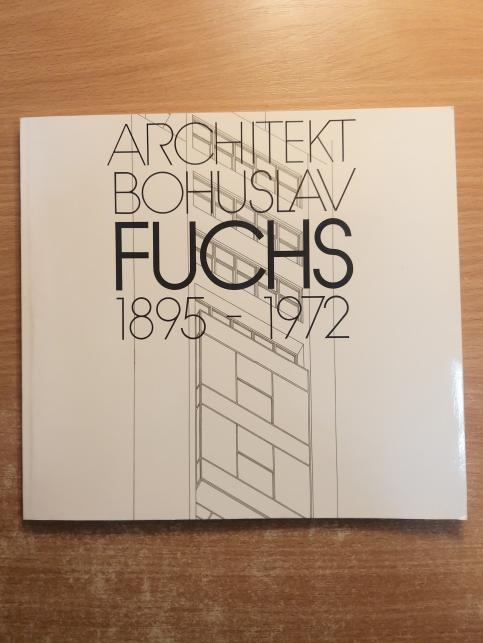 ARCHITEKT
BOHUSLAV
FUCHS
1895 - 1972